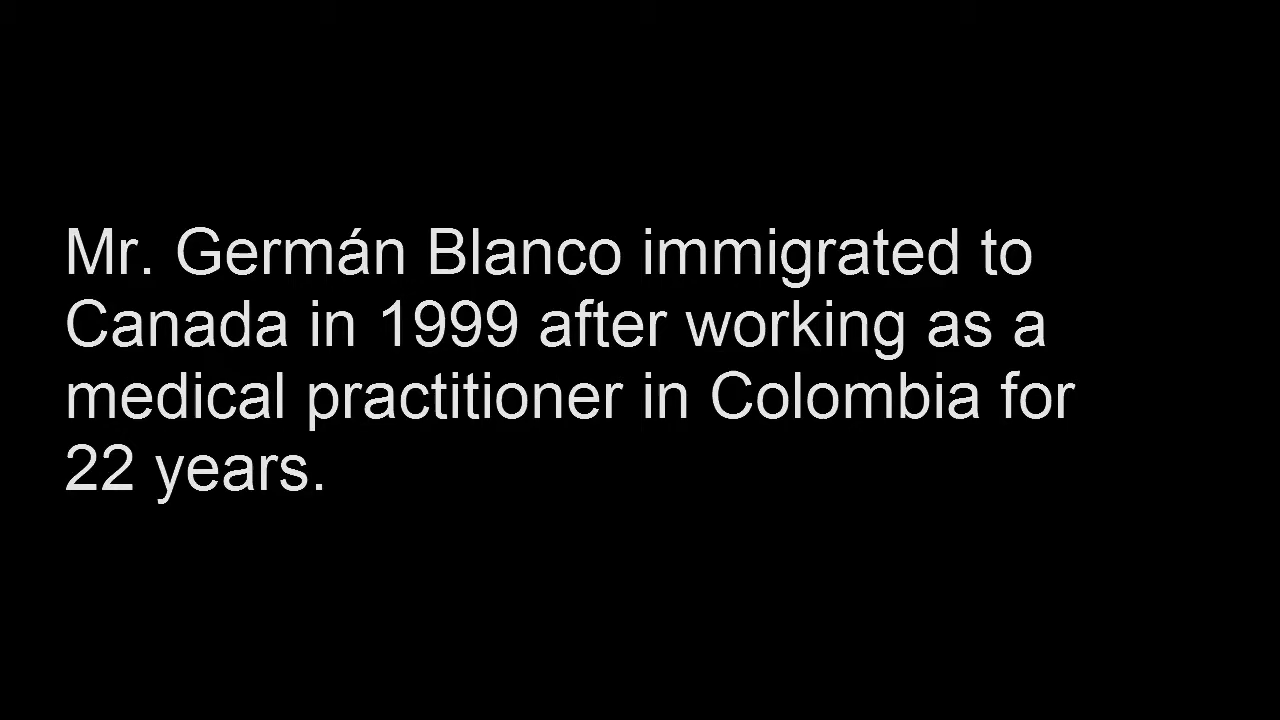 Mr. Germán Blanco immigrated to
Canada in 1999 after working as a
medical practitioner in Colombia for
22 years.